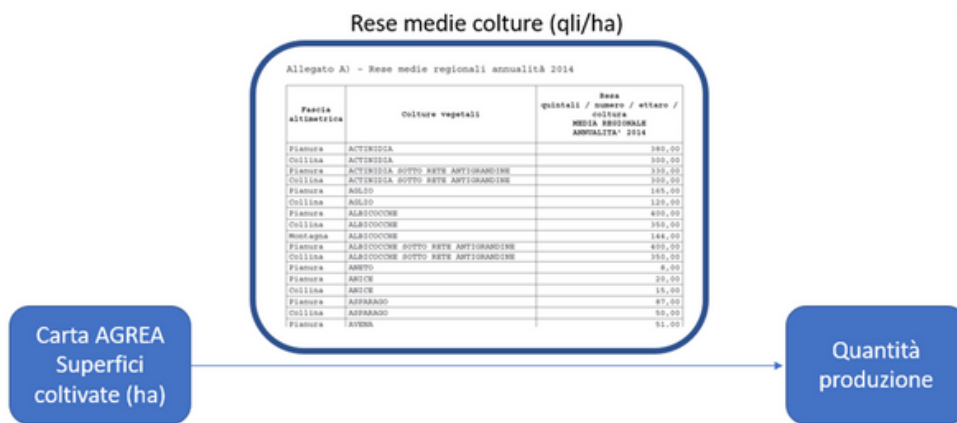 Rese medie colture (qli/ha)
Allegato A) - Rese medie regionali annualità 2014
Fascia altimetrica Colture vegetali Resa quintali / numero / ettaro / coltura MEDIA REGIONALE ANNUALITA' 2014
Pianura ACTINIDIA 380,00
Collina ACTINIDIA 300,00
Pianura ACTINIDIA SOTTO RETE ANTIGRANDINE 330,00
Collina ACTINIDIA SOTTO RETE ANTIGRANDINE 300,00
Pianura AGLIO 165,00
Collina AGLIO 120,00
Pianura ALBICOCCHE 400,00
Collina ALBICOCCHE 350,00
Montagna ALBICOCCHE 144,00
Pianura ALBICOCCHE SOTTO RETE ANTIGRANDINE 400,00
Collina ALBICOCCHE SOTTO RETE ANTIGRANDINE 350,00
Pianura ANETO 8,00
Pianura ANICE 20,00
Collina ANICE 15,00
Pianura ASPARAGO 87,00
Collina ASPARAGO 50,00
Pianura AVENA 51,00
Carta AGREA
Superfici
coltivate (ha)
Quantità
produzione